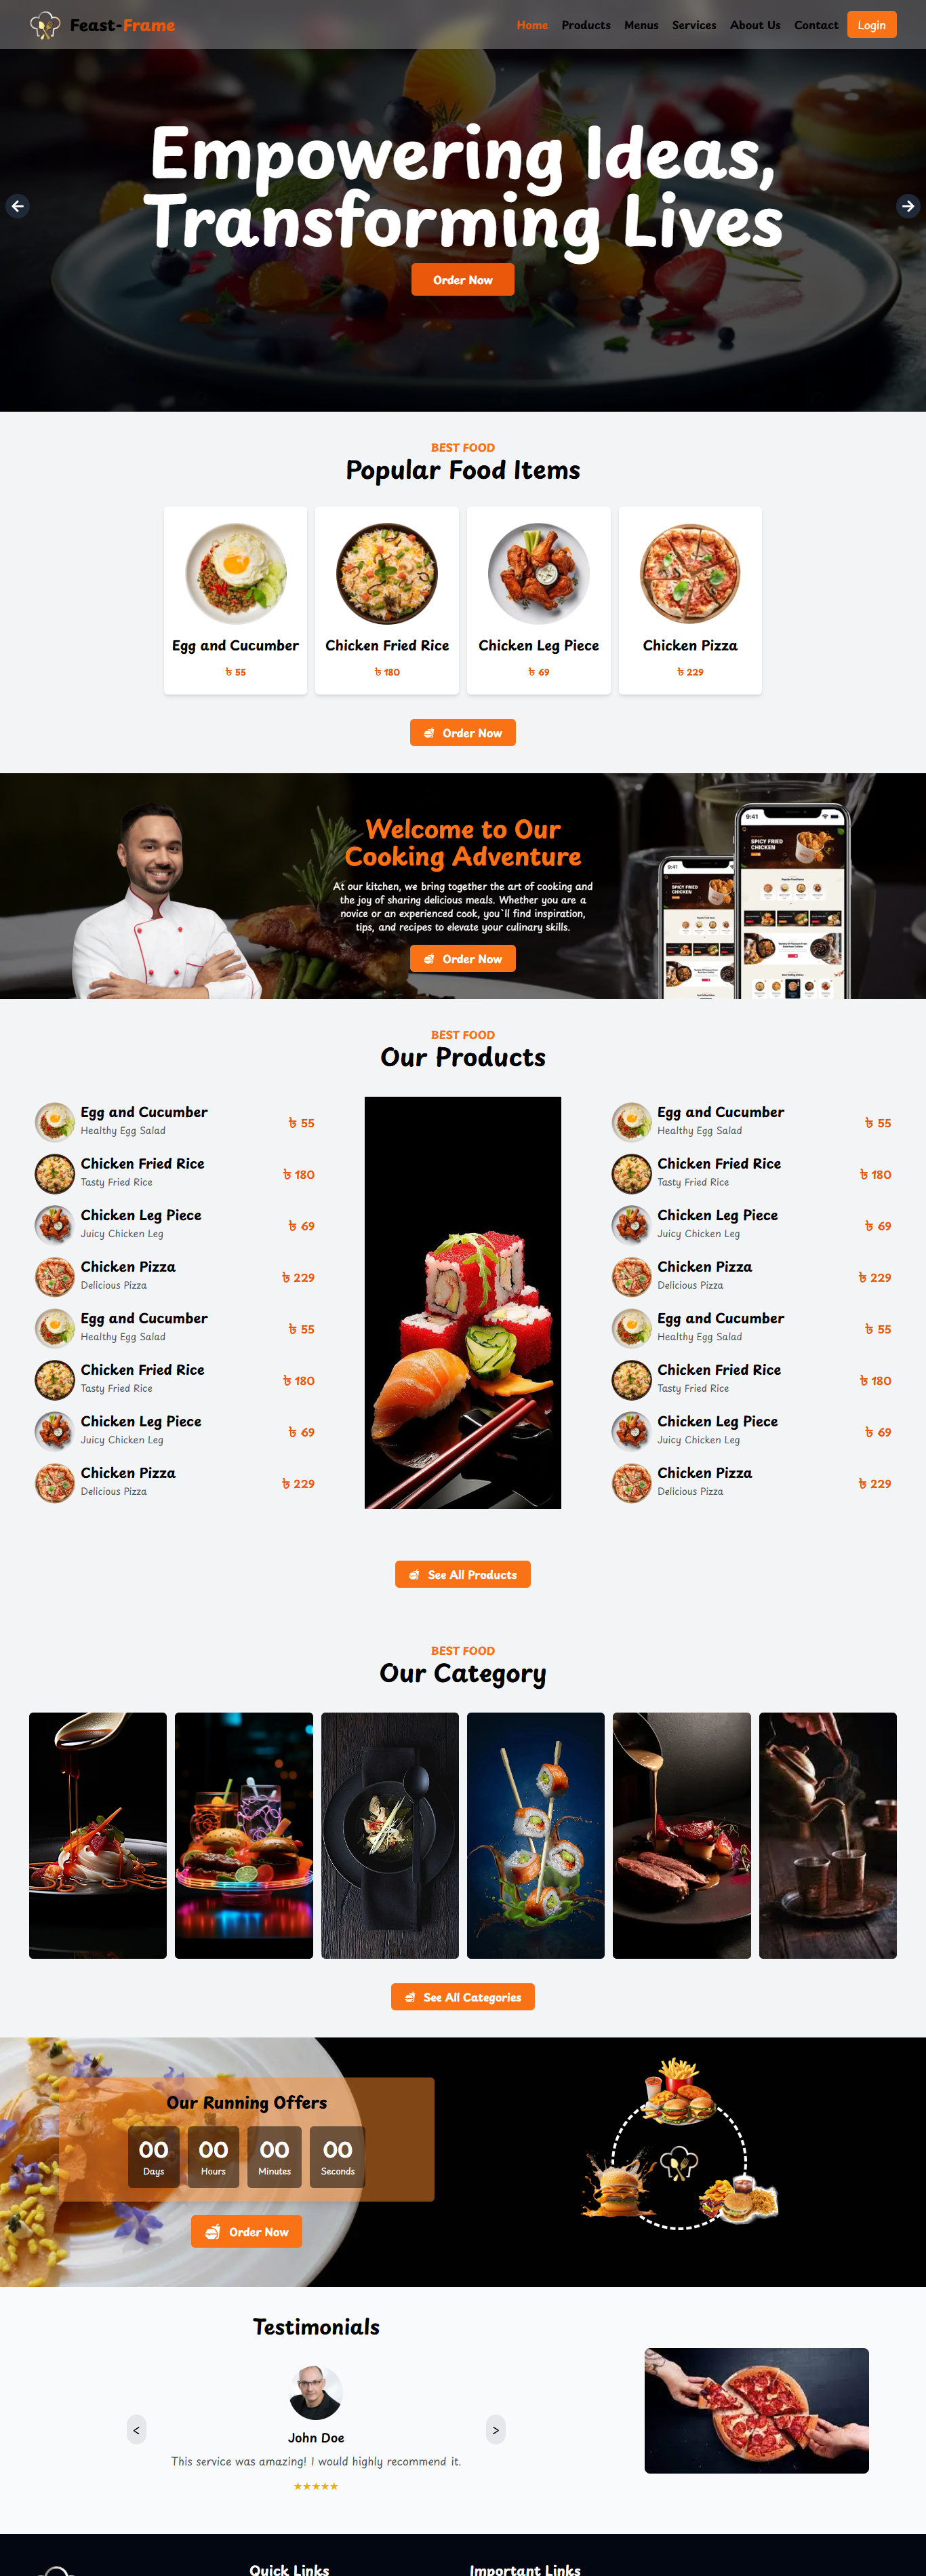 Feast-Frame
Home Products Menus Services About Us Contact Login
Empowering Ideas,
Transforming Lives
Order Now
BEST FOOD
Popular Food Items
Egg and Cucumber
৳ 55
Chicken Fried Rice
৳ 180
Chicken Leg Piece
৳ 69
Chicken Pizza
৳ 229
Order Now
Welcome to Our
Cooking Adventure
At our kitchen, we bring together the art of cooking and
the joy of sharing delicious meals. Whether you are a
novice or an experienced cook, you`ll find inspiration,
tips, and recipes to elevate your culinary skills.
Order Now
9:41
SPICY FRIED
CHICKEN
9:41
SPICY FRIED
CHICKEN
BEST FOOD
Our Products
Egg and Cucumber
Healthy Egg Salad
৳ 55
Chicken Fried Rice
Tasty Fried Rice
৳ 180
Chicken Leg Piece
Juicy Chicken Leg
৳ 69
Chicken Pizza
Delicious Pizza
৳ 229
Egg and Cucumber
Healthy Egg Salad
৳ 55
Chicken Fried Rice
Tasty Fried Rice
৳ 180
Chicken Leg Piece
Juicy Chicken Leg
৳ 69
Chicken Pizza
Delicious Pizza
৳ 229
Egg and Cucumber
Healthy Egg Salad
৳ 55
Chicken Fried Rice
Tasty Fried Rice
৳ 180
Chicken Leg Piece
Juicy Chicken Leg
৳ 69
Chicken Pizza
Delicious Pizza
৳ 229
Egg and Cucumber
Healthy Egg Salad
৳ 55
Chicken Fried Rice
Tasty Fried Rice
৳ 180
Chicken Leg Piece
Juicy Chicken Leg
৳ 69
Chicken Pizza
Delicious Pizza
৳ 229
See All Products
BEST FOOD
Our Category
See All Categories
Our Running Offers
00 00 00 00
Days Hours Minutes Seconds
Order Now
Testimonials
< >
John Doe
This service was amazing! I would highly recommend it.
★★★★★
Quick Links
Important Links